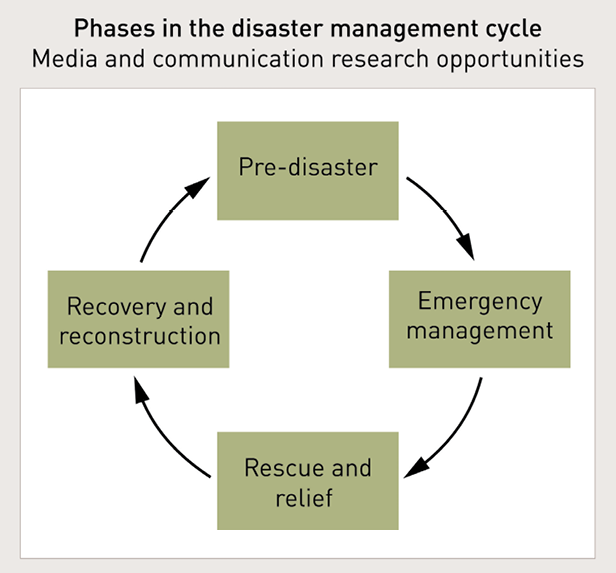 Phases in the disaster management cycle
Media and communication research opportunities
Pre-disaster
Emergency
management
Rescue and
relief
Recovery and
reconstruction